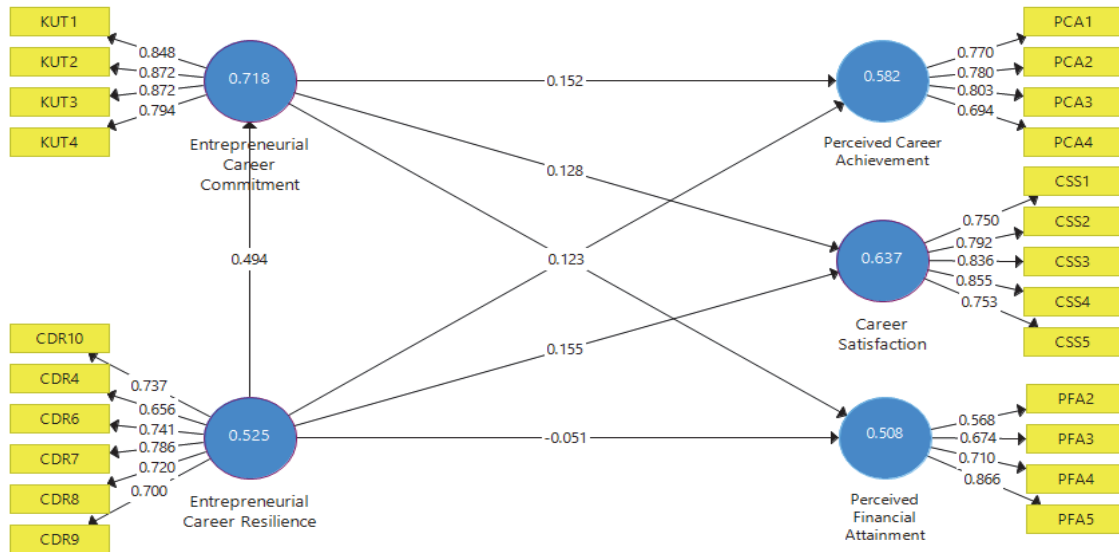 KUT1
KUT2
KUT3
KUT4
0.848
0.872
0.872
0.794
0.718
Entrepreneurial
Career
Commitment
0.152
0.128
0.123
0.494
0.155
-0.051
CDR10
CDR4
CDR6
CDR7
CDR8
CDR9
0.737
0.656
0.741
0.786
0.720
0.700
0.525
Entrepreneurial
Career Resilience
0.582
Perceived Career
Achievement
0.770
0.780
0.803
0.694
PCA1
PCA2
PCA3
PCA4
0.637
Career
Satisfaction
0.750
0.792
0.836
0.855
0.753
CSS1
CSS2
CSS3
CSS4
CSS5
0.508
Perceived
Financial
Attainment
0.568
0.674
0.710
0.866
PFA2
PFA3
PFA4
PFA5